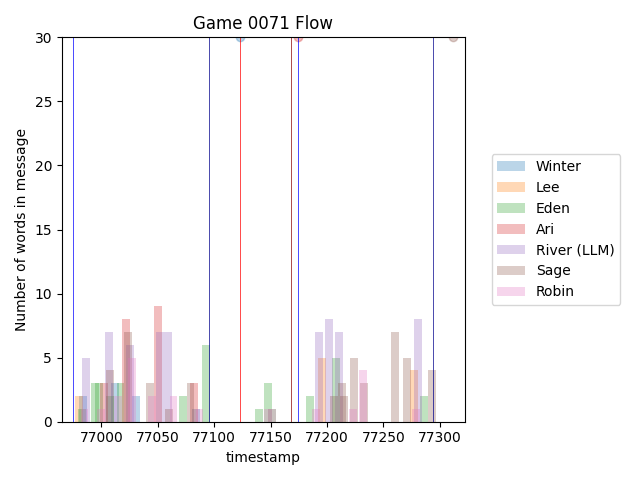 Game 0071 Flow
30
25
20
15
10
5
0
Number of words in message
77000
77050
77100
77150
77200
77250
77300
timestamp
Winter
Lee
Eden
Ari
River (LLM)
Sage
Robin